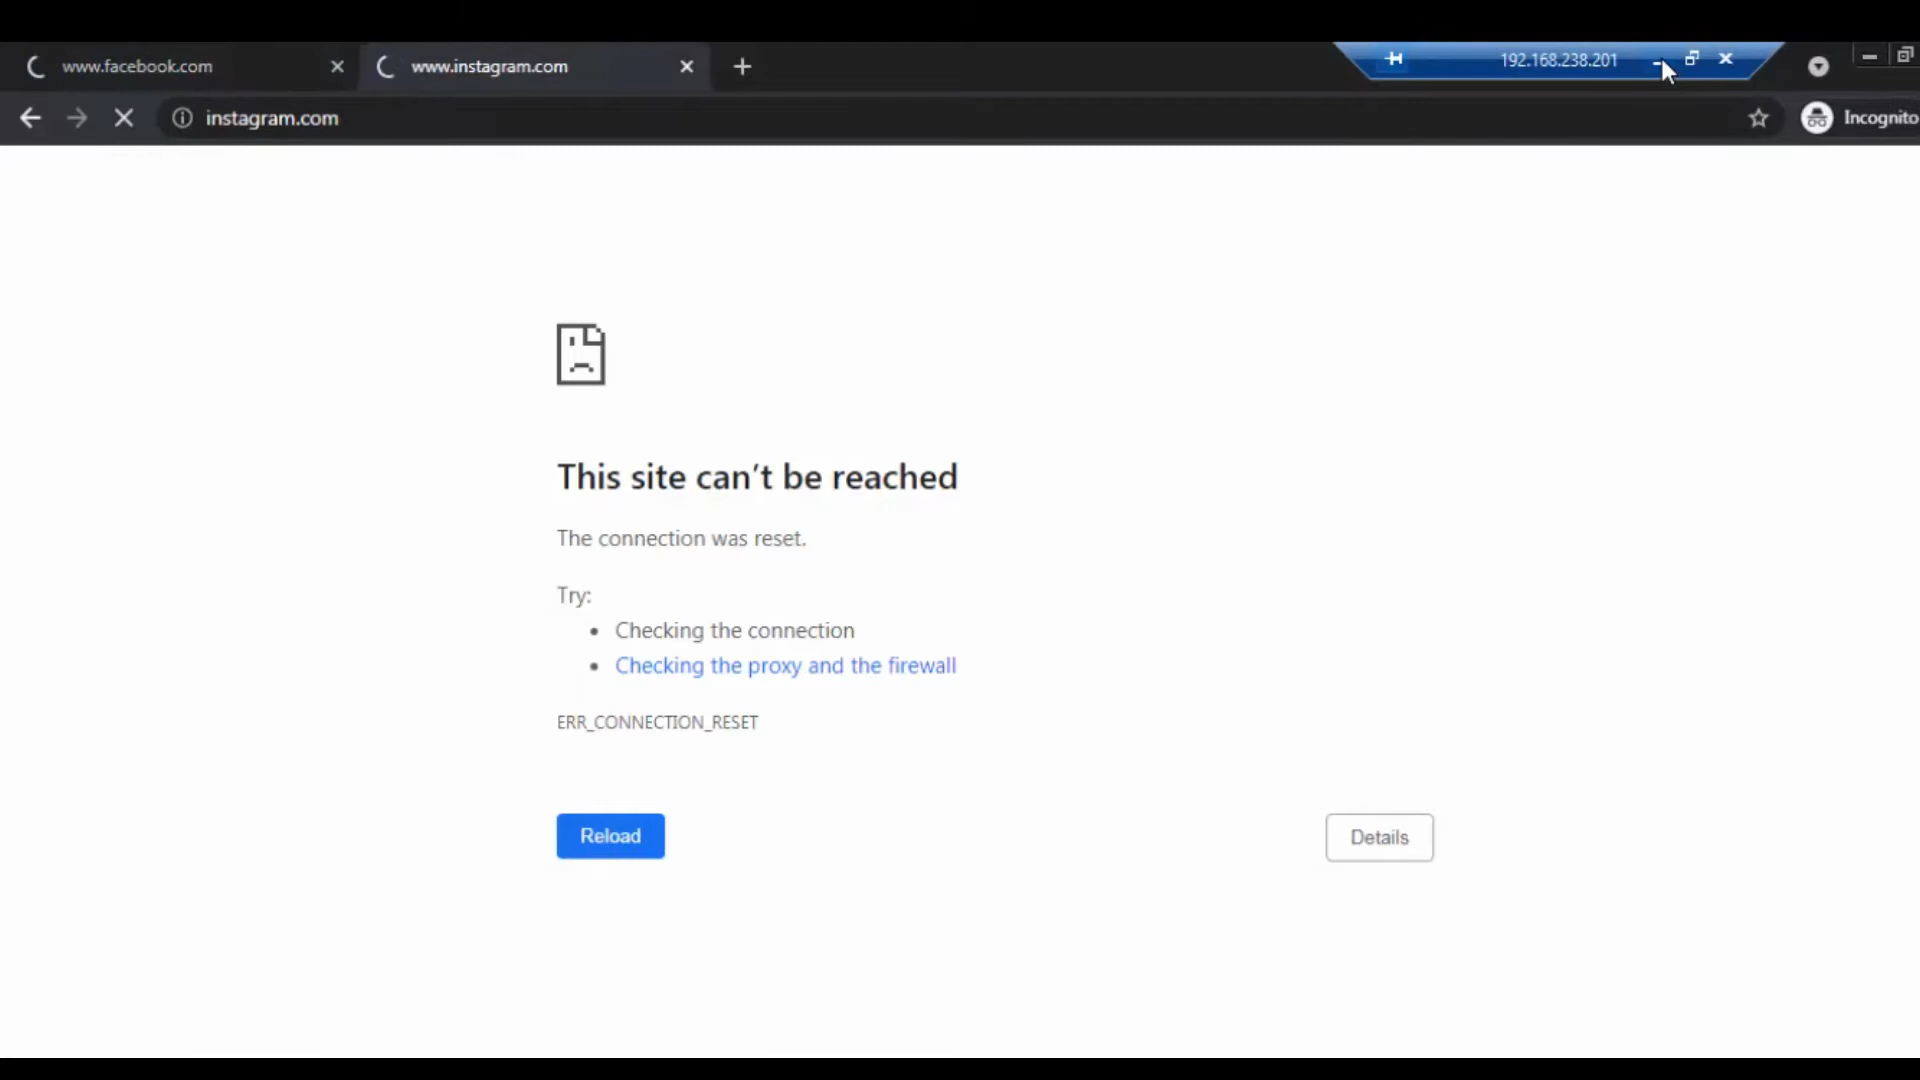 www.facebook.com
www.instagram.com
192.168.238.201
instagram.com
Incognito
This site can't be reached
The connection was reset.
Try:
Checking the connection
Checking the proxy and the firewall
ERR_CONNECTION_RESET
Reload
Details